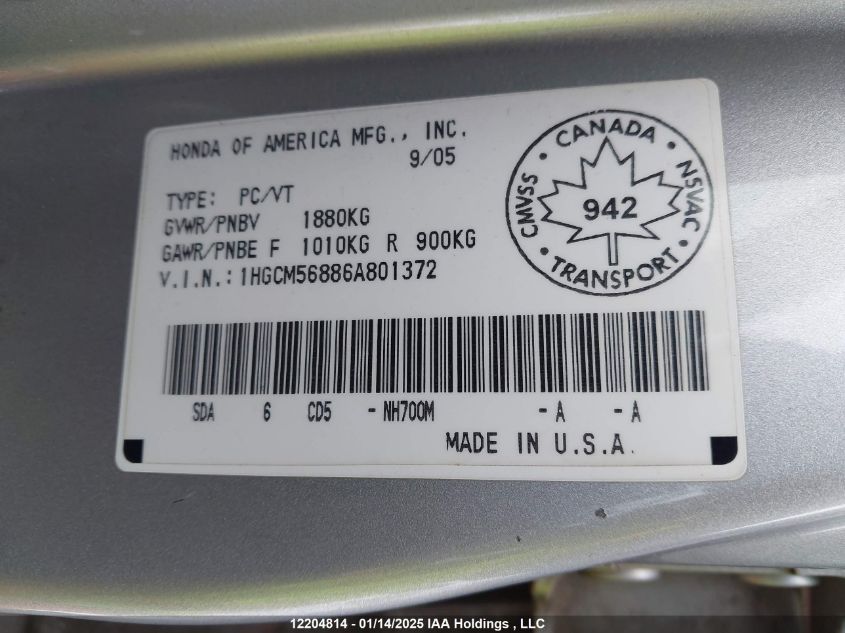 HONDA OF AMERICA MFG., INC.
9/05
TYPE: PC/VT
GVWR/PNBV 1880KG
GAWR/PNBE F 1010KG R 900KG
V.I.N.: 1HGCM56886A801372
CANADA
CMVSS
942
NSVAC
TRANSPORT
SDA 6 CD5 - NH700M - A - A
MADE IN U.S.A.
12204814 - 01/14/2025 IAA Holdings , LLC